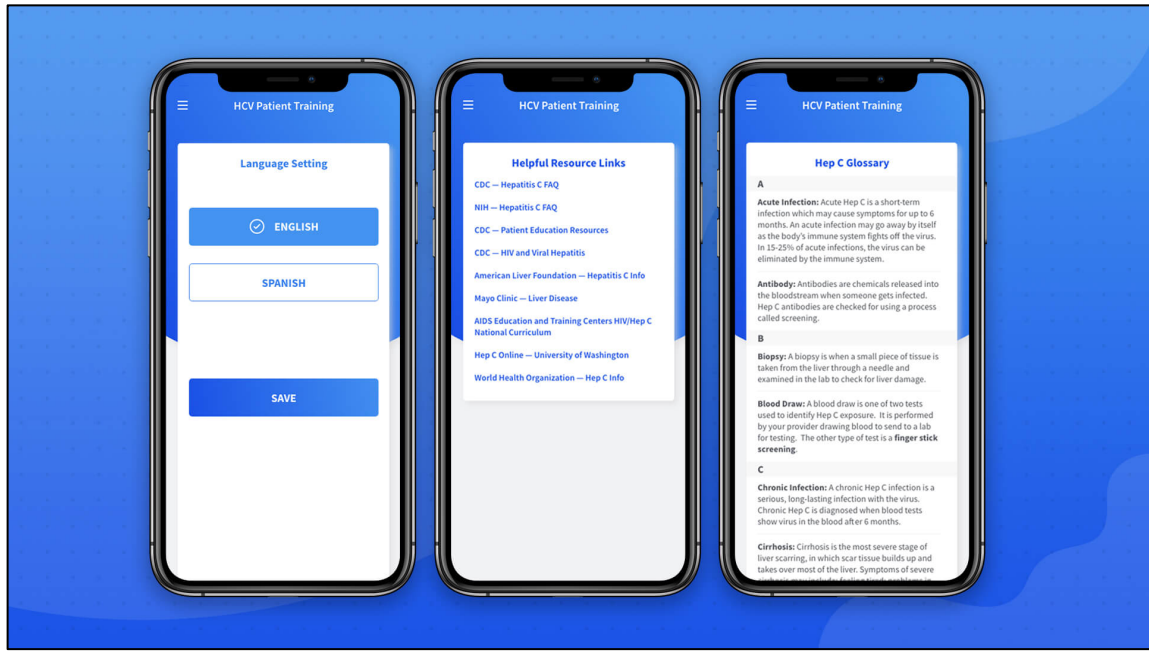 HCV Patient Training
Language Setting
ENGLISH
SPANISH
SAVE
HCV Patient Training
Helpful Resource Links
CDC — Hepatitis C FAQ
NIH — Hepatitis C FAQ
CDC — Patient Education Resources
CDC — HIV and Viral Hepatitis
American Liver Foundation — Hepatitis C Info
Mayo Clinic — Liver Disease
AIDS Education and Training Centers HIV/Hep C
National Curriculum
Hep C Online — University of Washington
World Health Organization — Hep C Info
HCV Patient Training
Hep C Glossary
A
Acute Infection: Acute Hep C is a short-term
infection which may cause symptoms for up to 6
months. An acute infection may go away by itself
as the body's immune system fights off the virus.
In 15-25% of acute infections, the virus can be
eliminated by the immune system.
Antibody: Antibodies are chemicals released into
the bloodstream when someone gets infected.
Hep C antibodies are checked for using a process
called screening.
B
Biopsy: A biopsy is when a small piece of tissue is
taken from the liver through a needle and
examined in the lab to check for liver damage.
Blood Draw: A blood draw is one of two tests
used to identify Hep C exposure. It is performed
by your provider drawing blood to send to a lab
for testing. The other type of test is a finger stick
screening.
C
Chronic Infection: A chronic Hep C infection is a
serious, long-lasting infection with the virus.
Chronic Hep C is diagnosed when blood tests
show virus in the blood after 6 months.
Cirrhosis: Cirrhosis is the most severe stage of
liver scarring, in which scar tissue builds up and
takes over most of the liver. Symptoms of severe